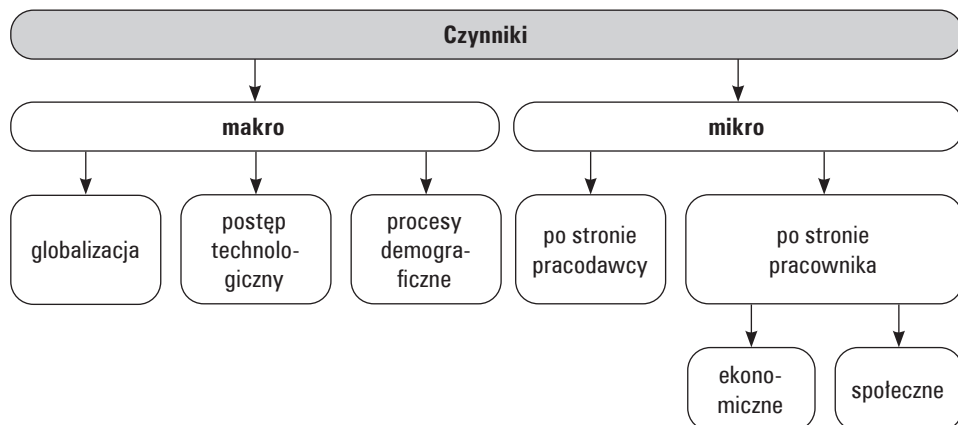 Czynniki
makro
mikro
globalizacja
postęp
technolo-
giczny
procesy
demogra-
ficzne
po stronie
pracodawcy
po stronie
pracownika
ekono-
miczne
społeczne